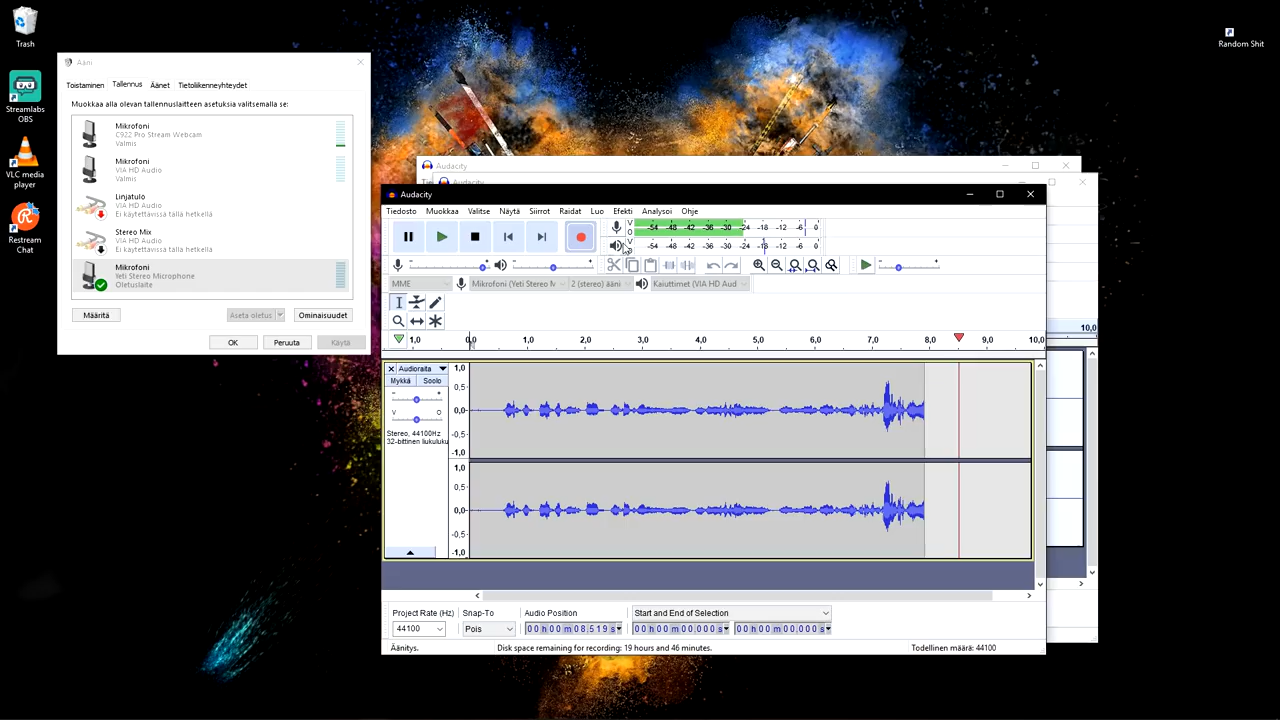 Trash
Streamlabs
OBS
VLC media
player
Restream
Chat
Random Shit
Ääni
Toistaminen Tallennus Äänet Tietoliikenneyhteydet
Muokkaa alla olevan tallennuslaitteen asetuksia valitsemalla se:
Mikrofoni
C922 Pro Stream Webcam
Valmis
Mikrofoni
VIA HD Audio
Valmis
Linjatulo
VIA HD Audio
Ei käytettävissä tällä hetkellä
Stereo Mix
VIA HD Audio
Ei käytettävissä tällä hetkellä
Mikrofoni
Yeti Stereo Microphone
Oletuslaite
Määritä Aseta oletus Ominaisuudet
OK Peruuta Käytä
Audacity
Audacity
Audacity
Tiedosto Muokkaa Valitse Näytä Siirrot Raidat Luo Efekti Analysoi Ohje
V O -54 -48 -42 -36 -30 -24 -18 -12 -6 0
V O -54 -48 -42 -36 -30 -24 -18 -12 -6 0
MME Mikrofoni (Yeti Stereo 2 (stereo) ääni Kaiuttimet (VIA HD Aud
1,0 0,0 1,0 2,0 3,0 4,0 5,0 6,0 7,0 8,0 9,0 10,0
10,0
Audioraita
Mykkä Soolo
- +
V O
Stereo, 44100Hz
32-bittinen liukuluku
1,0
0,5
0,0
-0,5
-1,0
1,0
0,5
0,0
-0,5
-1,0
Project Rate (Hz) Snap-To Audio Position Start and End of Selection
44100 Pois 00 h 00 m 08,519 s 00 h 00 m 00,000 s 00 h 00 m 00,000 s
Äänitys. Disk space remaining for recording: 19 hours and 46 minutes. Todellinen määrä: 44100